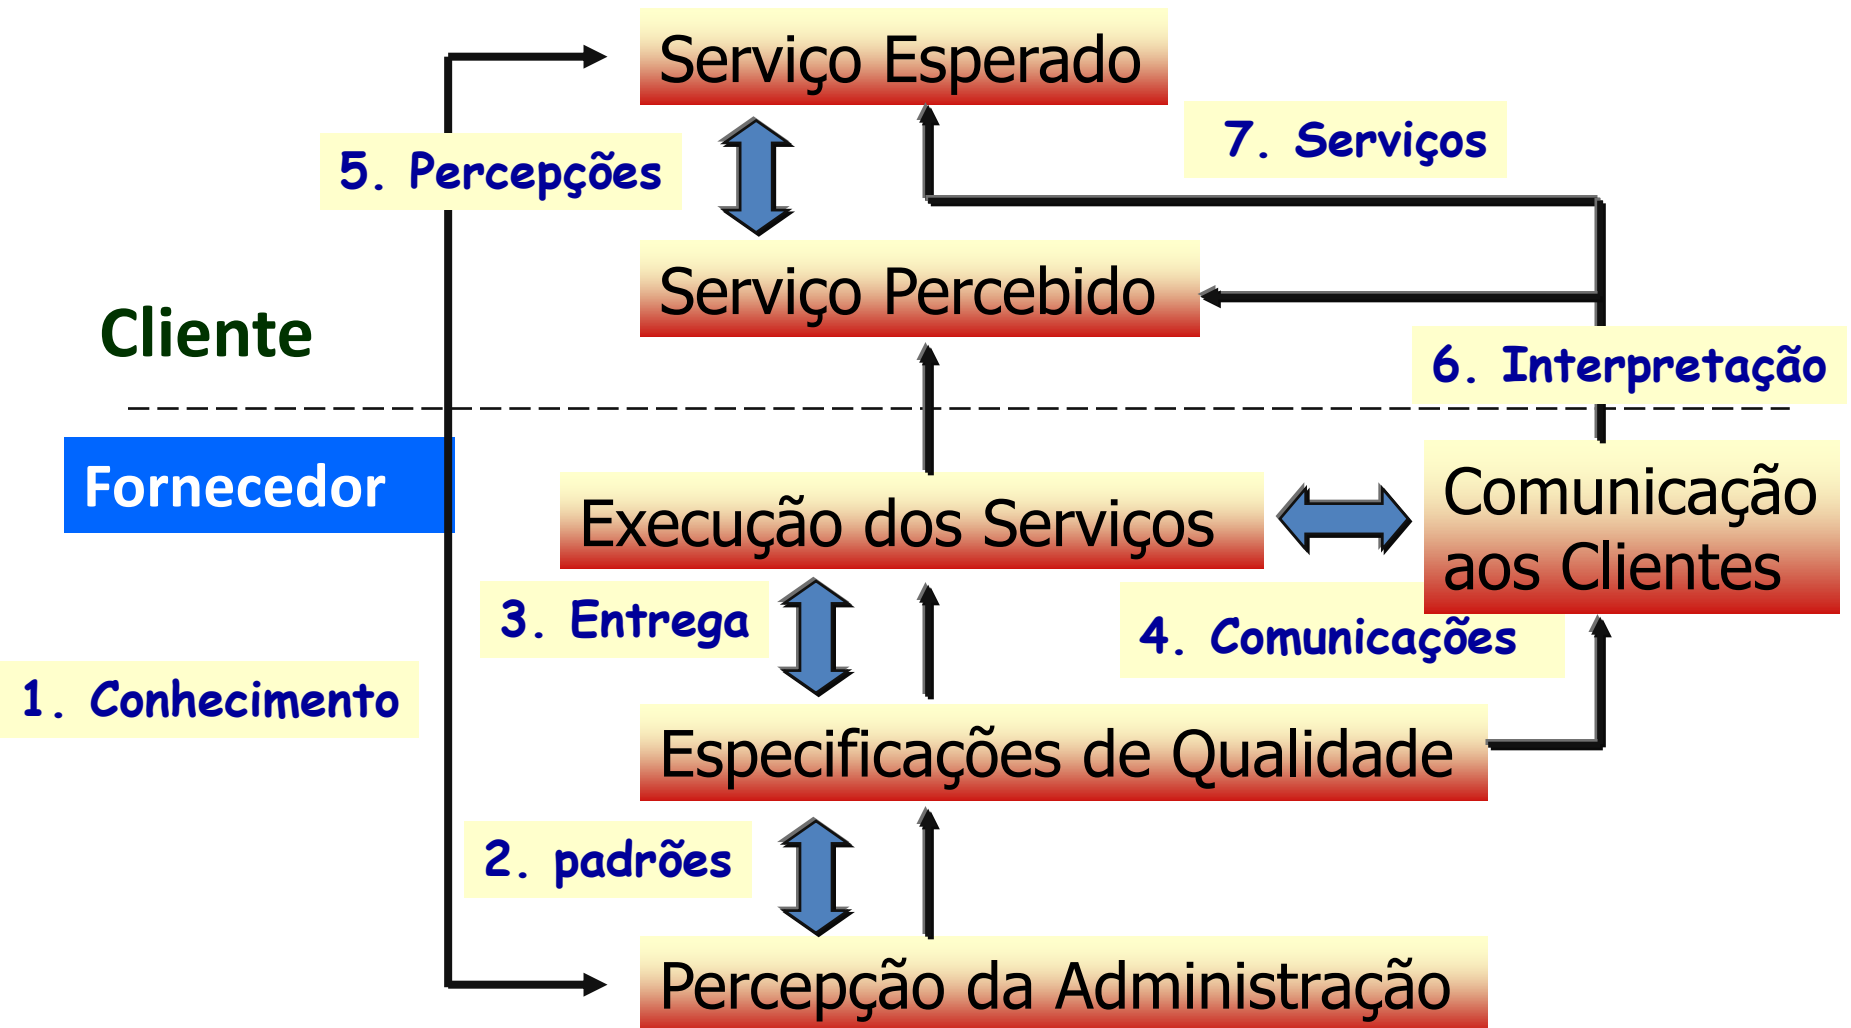 Serviço Esperado
7. Serviços
5. Percepções
Serviço Percebido
Cliente
6. Interpretação
Fornecedor
Execução dos Serviços
Comunicação
aos Clientes
3. Entrega
4. Comunicações
1. Conhecimento
Especificações de Qualidade
2. padrões
Percepção da Administração